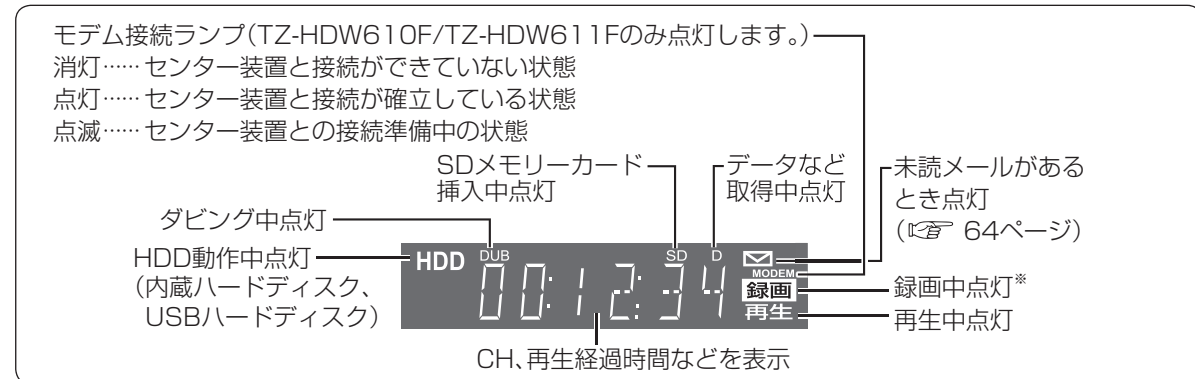 モデム接続ランプ(TZ-HDW610F/TZ-HDW611Fのみ点灯します。)
消灯……センター装置と接続ができていない状態
点灯……センター装置と接続が確立している状態
点滅……センター装置との接続準備中の状態
SDメモリーカード
挿入中点灯
データなど
取得中点灯
未読メールがある
とき点灯
(☞ 64ページ)
ダビング中点灯
HDD動作中点灯
(内蔵ハードディスク、
USBハードディスク)
HDD
DUB
SD
D
00:12:34
MODEM
録画
再生
録画中点灯※
再生中点灯
CH、再生経過時間などを表示